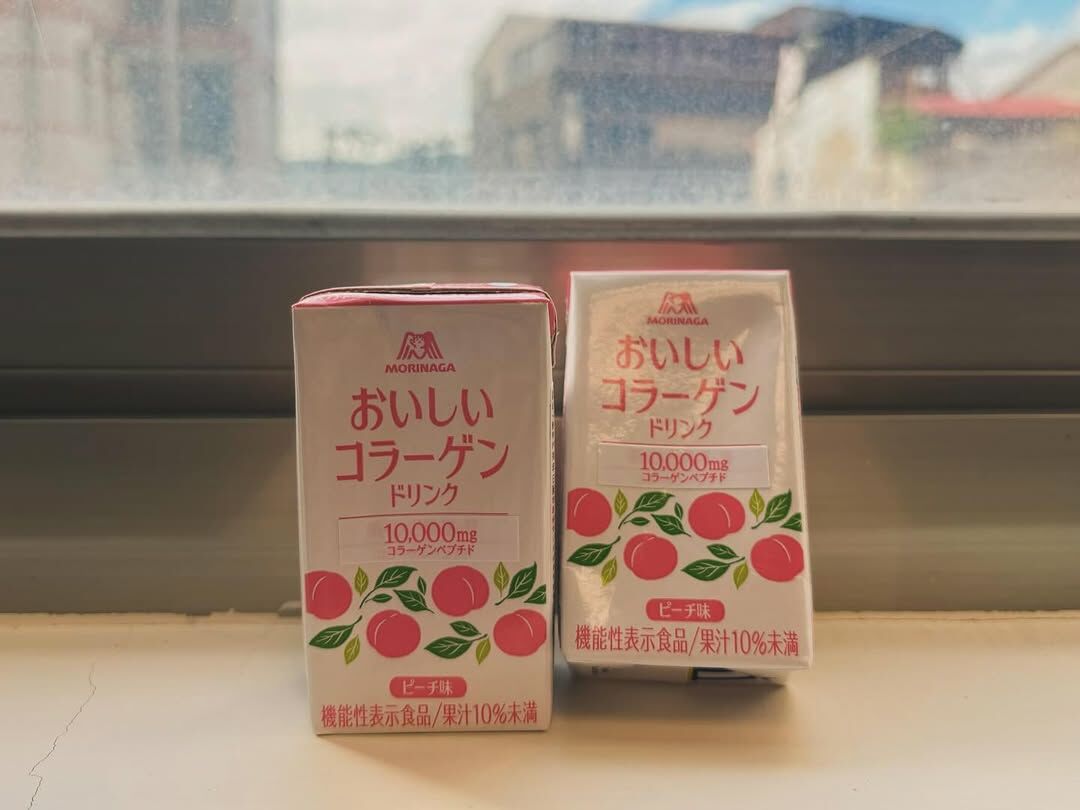 MORINAGA
おいしい
コラーゲン
ドリンク
10,000mg
コラーゲンペプチド
ピーチ味
機能性表示食品/果汁10%未満
MORINAGA
おいしい
コラーゲン
ドリンク
10,000mg
コラーゲンペプチド
ピーチ味
機能性表示食品/果汁10%未満